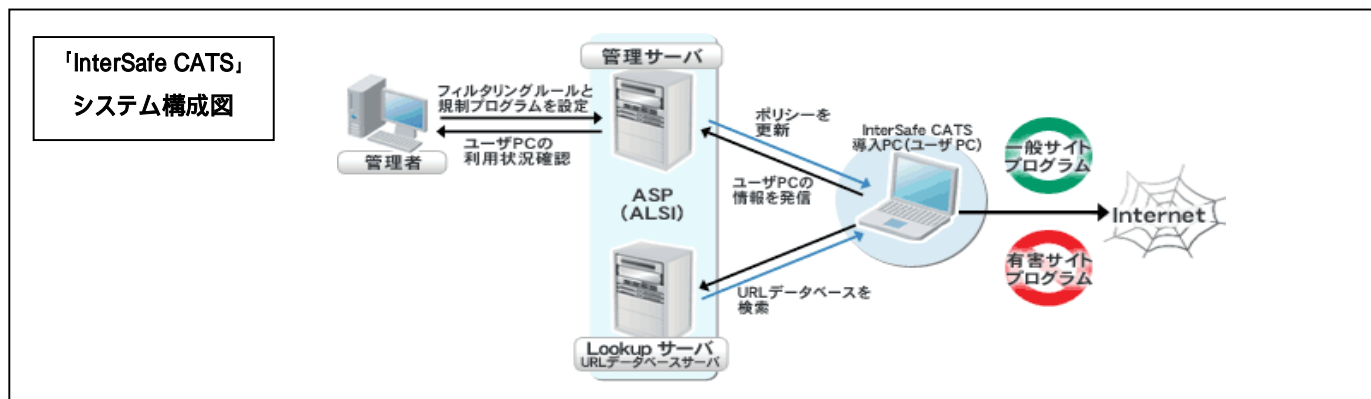 ｢InterSafe CATS｣
システム構成図
管理サーバ
フィルタリングルールと
規制プログラムを設定
管理者
ユーザPCの
利用状況確認
ポリシーを
更新
InterSafe CATS
導入PC(ユーザPC)
一般サイト
プログラム
ユーザPCの
情報を発信
ASP
(ALSI)
Internet
有害サイト
プログラム
URLデータベースを
検索
Lookup サーバ
URLデータベースサーバ